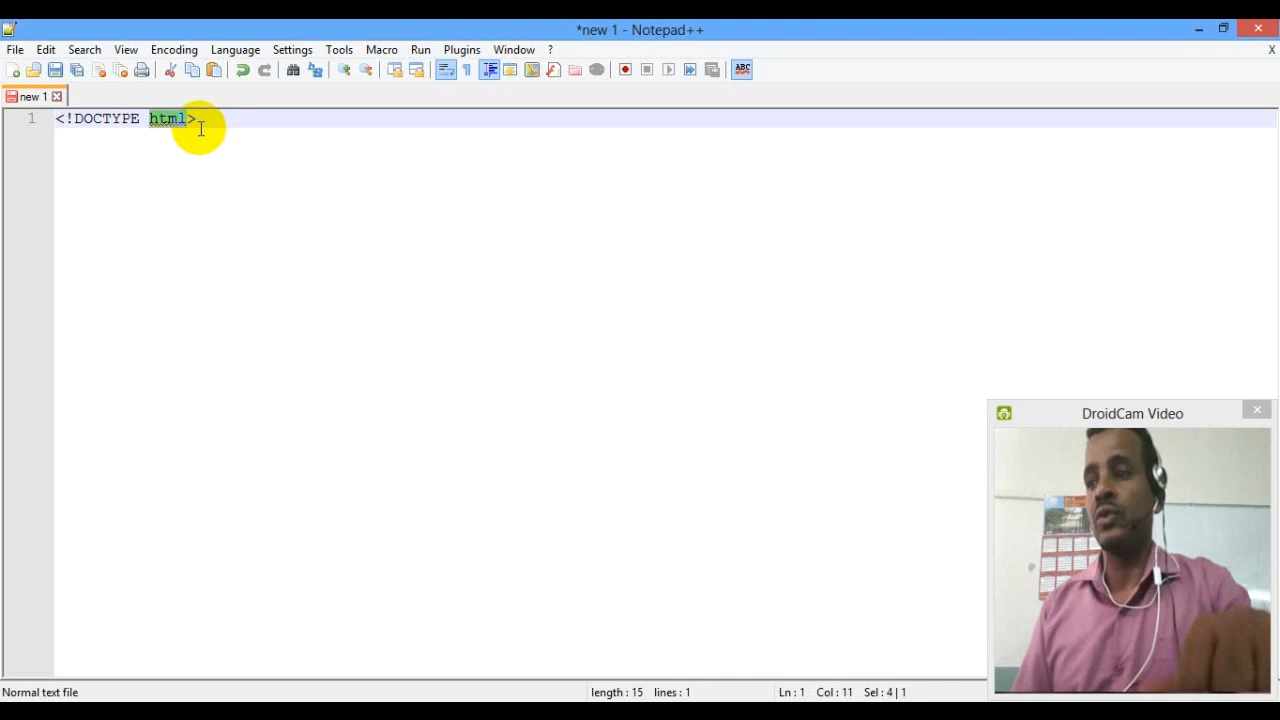 *new 1 - Notepad++
File Edit Search View Encoding Language Settings Tools Macro Run Plugins Window ? X
ABC
new 1
1 <!DOCTYPE html>
DroidCam Video
Normal text file length : 15 lines : 1 Ln : 1 Col : 11 Sel : 4 | 1